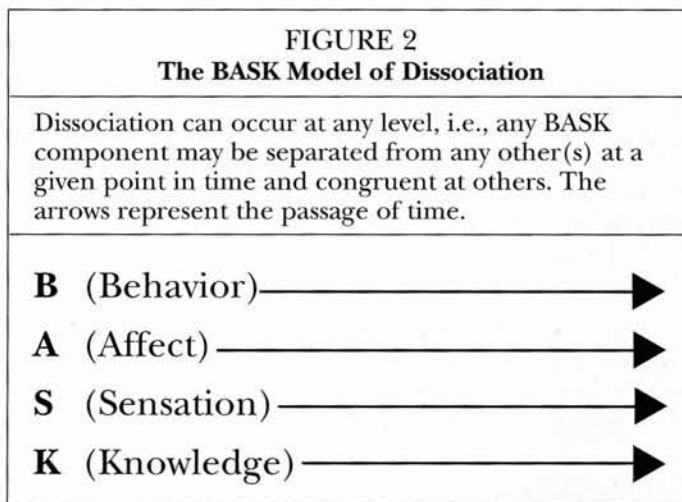 FIGURE 2
The BASK Model of Dissociation
Dissociation can occur at any level, i.e., any BASK
component may be separated from any other(s) at a
given point in time and congruent at others. The
arrows represent the passage of time.
B (Behavior)
A (Affect)
S (Sensation)
K (Knowledge)